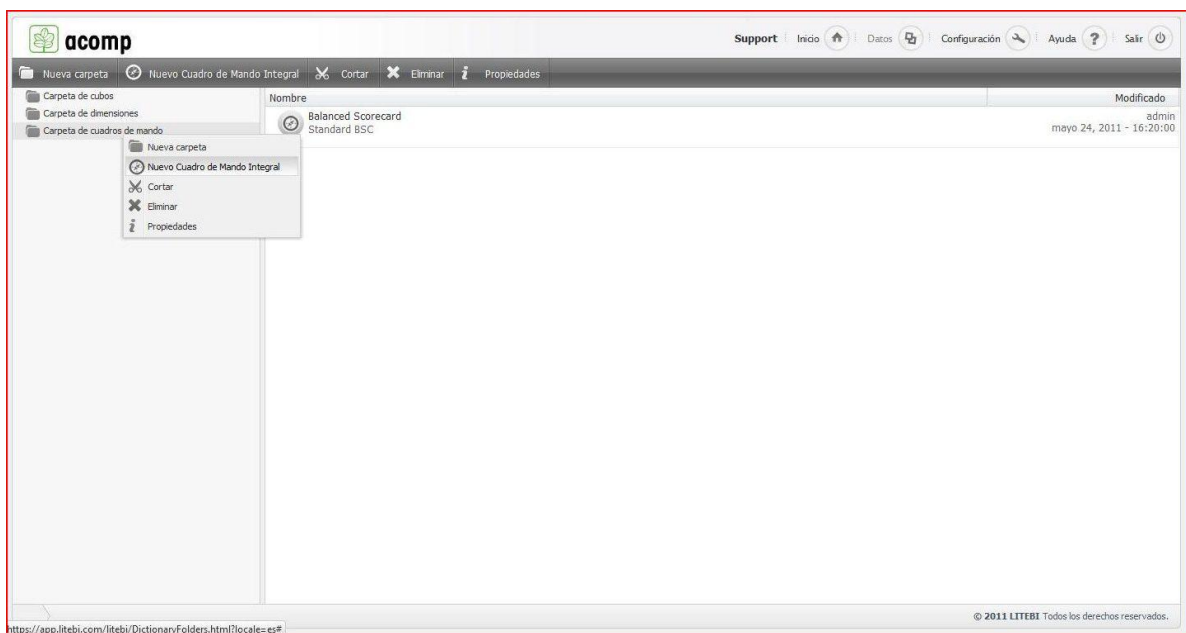 acomp
Support Inicio Datos Configuración Ayuda ? Salir
Nueva carpeta Nuevo Cuadro de Mando Integral Cortar Eliminar Propiedades
Carpeta de cubos
Carpeta de dimensiones
Carpeta de cuadros de mando
Nueva carpeta
Nuevo Cuadro de Mando Integral
Cortar
Eliminar
Propiedades
Nombre Modificado
Balanced Scorecard admin
Standard BSC mayo 24, 2011 - 16:20:00
© 2011 LITEBI Todos los derechos reservados.
https://app.litebi.com/litebi/DictionaryFolders.html?locale=es#